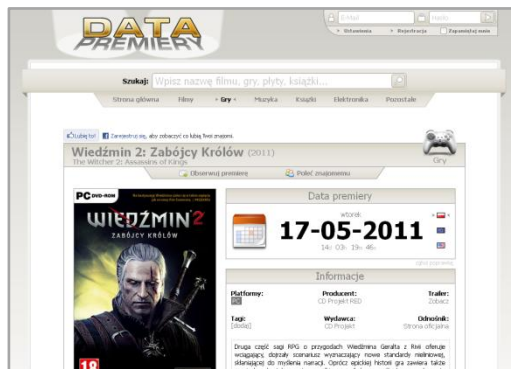 DATA
PREMIERY
E-Mail
Hasło
> Ustawienia > Rejestracja Zapamiętaj mnie
Szukaj: Wpisz nazwę filmu, gry, płyty, książki...
Strona główna Filmy > Gry < Muzyka Książki Elektronika Pozostałe
Lubię to! Zarejestruj się, aby zobaczyć co lubią Twoi znajomi.
Wiedźmin 2: Zabójcy Królów (2011)
The Witcher 2: Assassins of Kings
Gry
Obserwuj premierę Poleć znajomemu
PC DVD-ROM
WIEDŹMIN 2
ZABÓJCY KRÓLÓW
18
Data premiery
wtorek
17-05-2011
Informacje
Platformy: Producent: Trailer:
PC CD Projekt RED Zobacz
Tagi: Wydawca: Odnośnik:
[dodaj] CD Projekt Strona oficjalna
Druga część sagi RPG o przygodach Wiedźmina Geralta z Rivii oferuje
wciągający, dojrzały scenariusz wyznaczający nowe standardy nieliniowej,
skłaniającej do myślenia narracji. Oprócz epickiej historii gra zawiera także